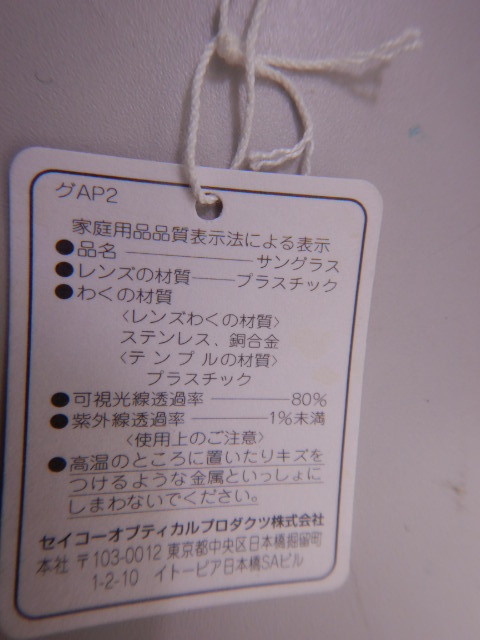 グAP2
家庭用品品質表示法による表示
●品名 ――――― サングラス
●レンズの材質――プラスチック
●わくの材質
〈レンズわくの材質〉
ステンレス、銅合金
〈テンプルの材質〉
プラスチック
●可視光線透過率 ――― 80%
●紫外線透過率 ――― 1%未満
〈使用上のご注意〉
●高温のところに置いたりキズを
つけるような金属といっしょに
しまわないでください。
セイコーオプティカルプロダクツ株式会社
本社 〒103-0012 東京都中央区日本橋堀留町
1-2-10 イトーピア日本橋SAビル